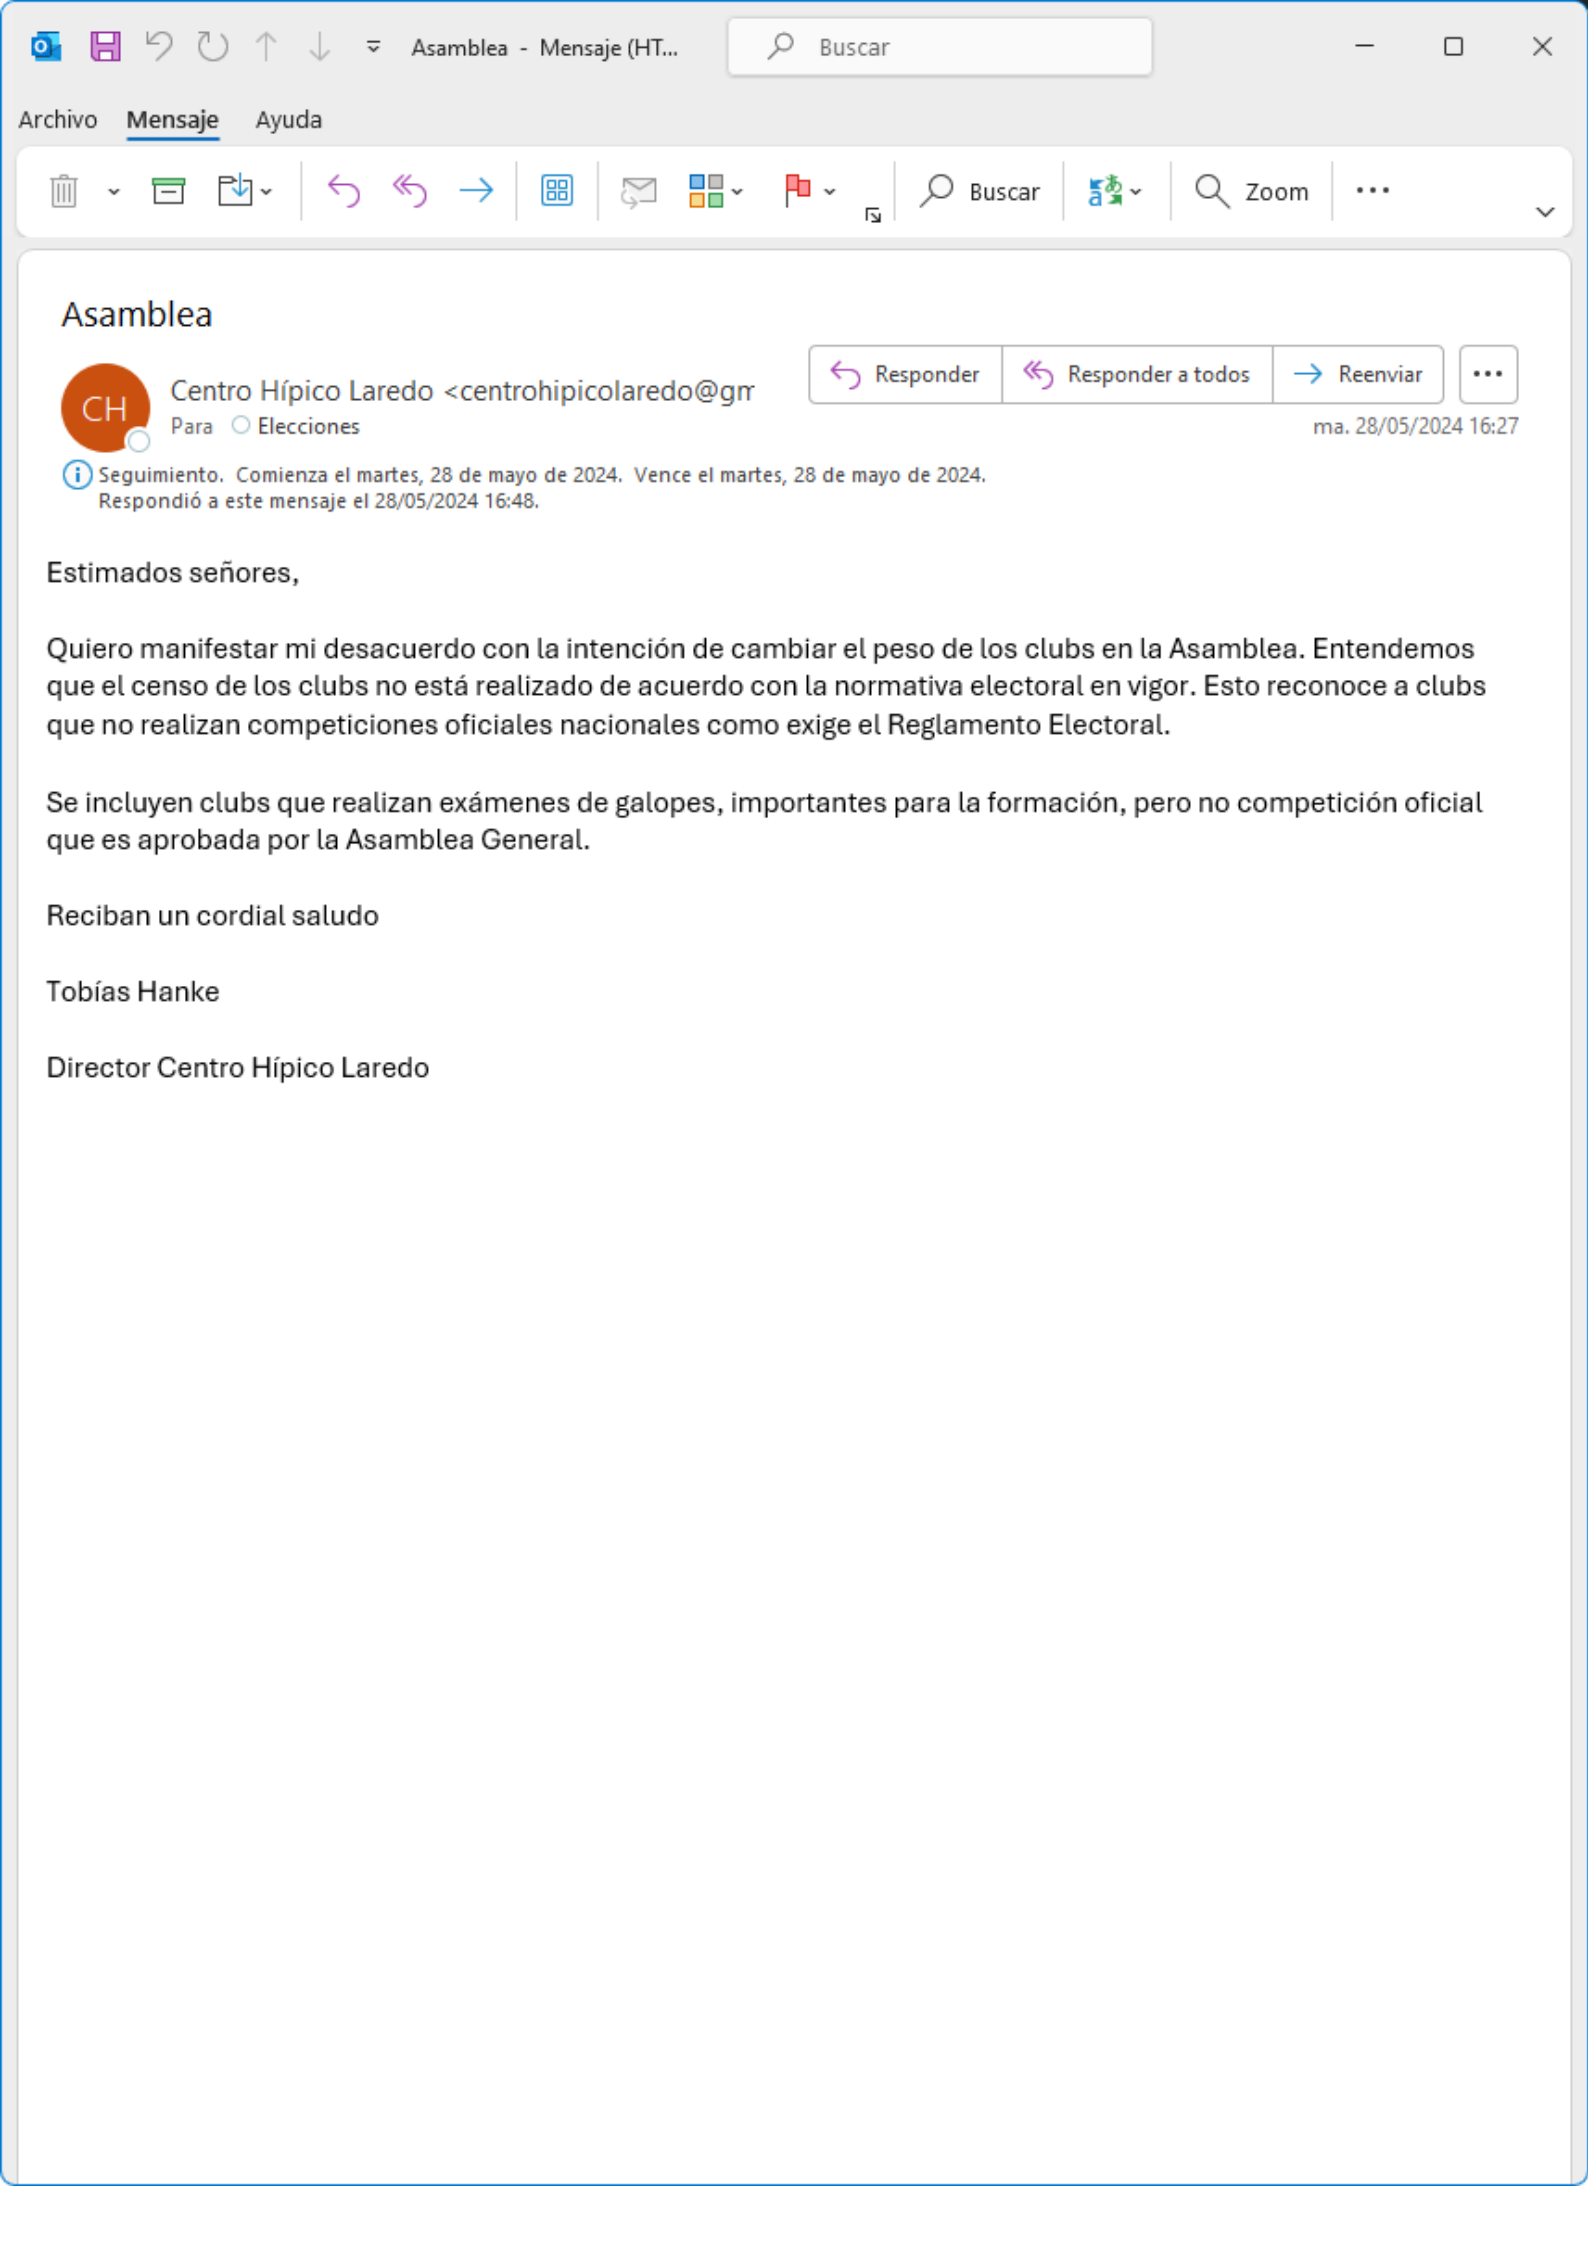 Asamblea - Mensaje (HT...
Buscar
Archivo Mensaje Ayuda
Buscar
Zoom
Asamblea
CH
Centro Hípico Laredo <centrohipicolaredo@gm
Responder
Responder a todos
Reenviar
Para Elecciones
ma. 28/05/2024 16:27
Seguimiento. Comienza el martes, 28 de mayo de 2024. Vence el martes, 28 de mayo de 2024.
Respondió a este mensaje el 28/05/2024 16:48.
Estimados señores,
Quiero manifestar mi desacuerdo con la intención de cambiar el peso de los clubs en la Asamblea. Entendemos
que el censo de los clubs no está realizado de acuerdo con la normativa electoral en vigor. Esto reconoce a clubs
que no realizan competiciones oficiales nacionales como exige el Reglamento Electoral.
Se incluyen clubs que realizan exámenes de galopes, importantes para la formación, pero no competición oficial
que es aprobada por la Asamblea General.
Reciban un cordial saludo
Tobías Hanke
Director Centro Hípico Laredo